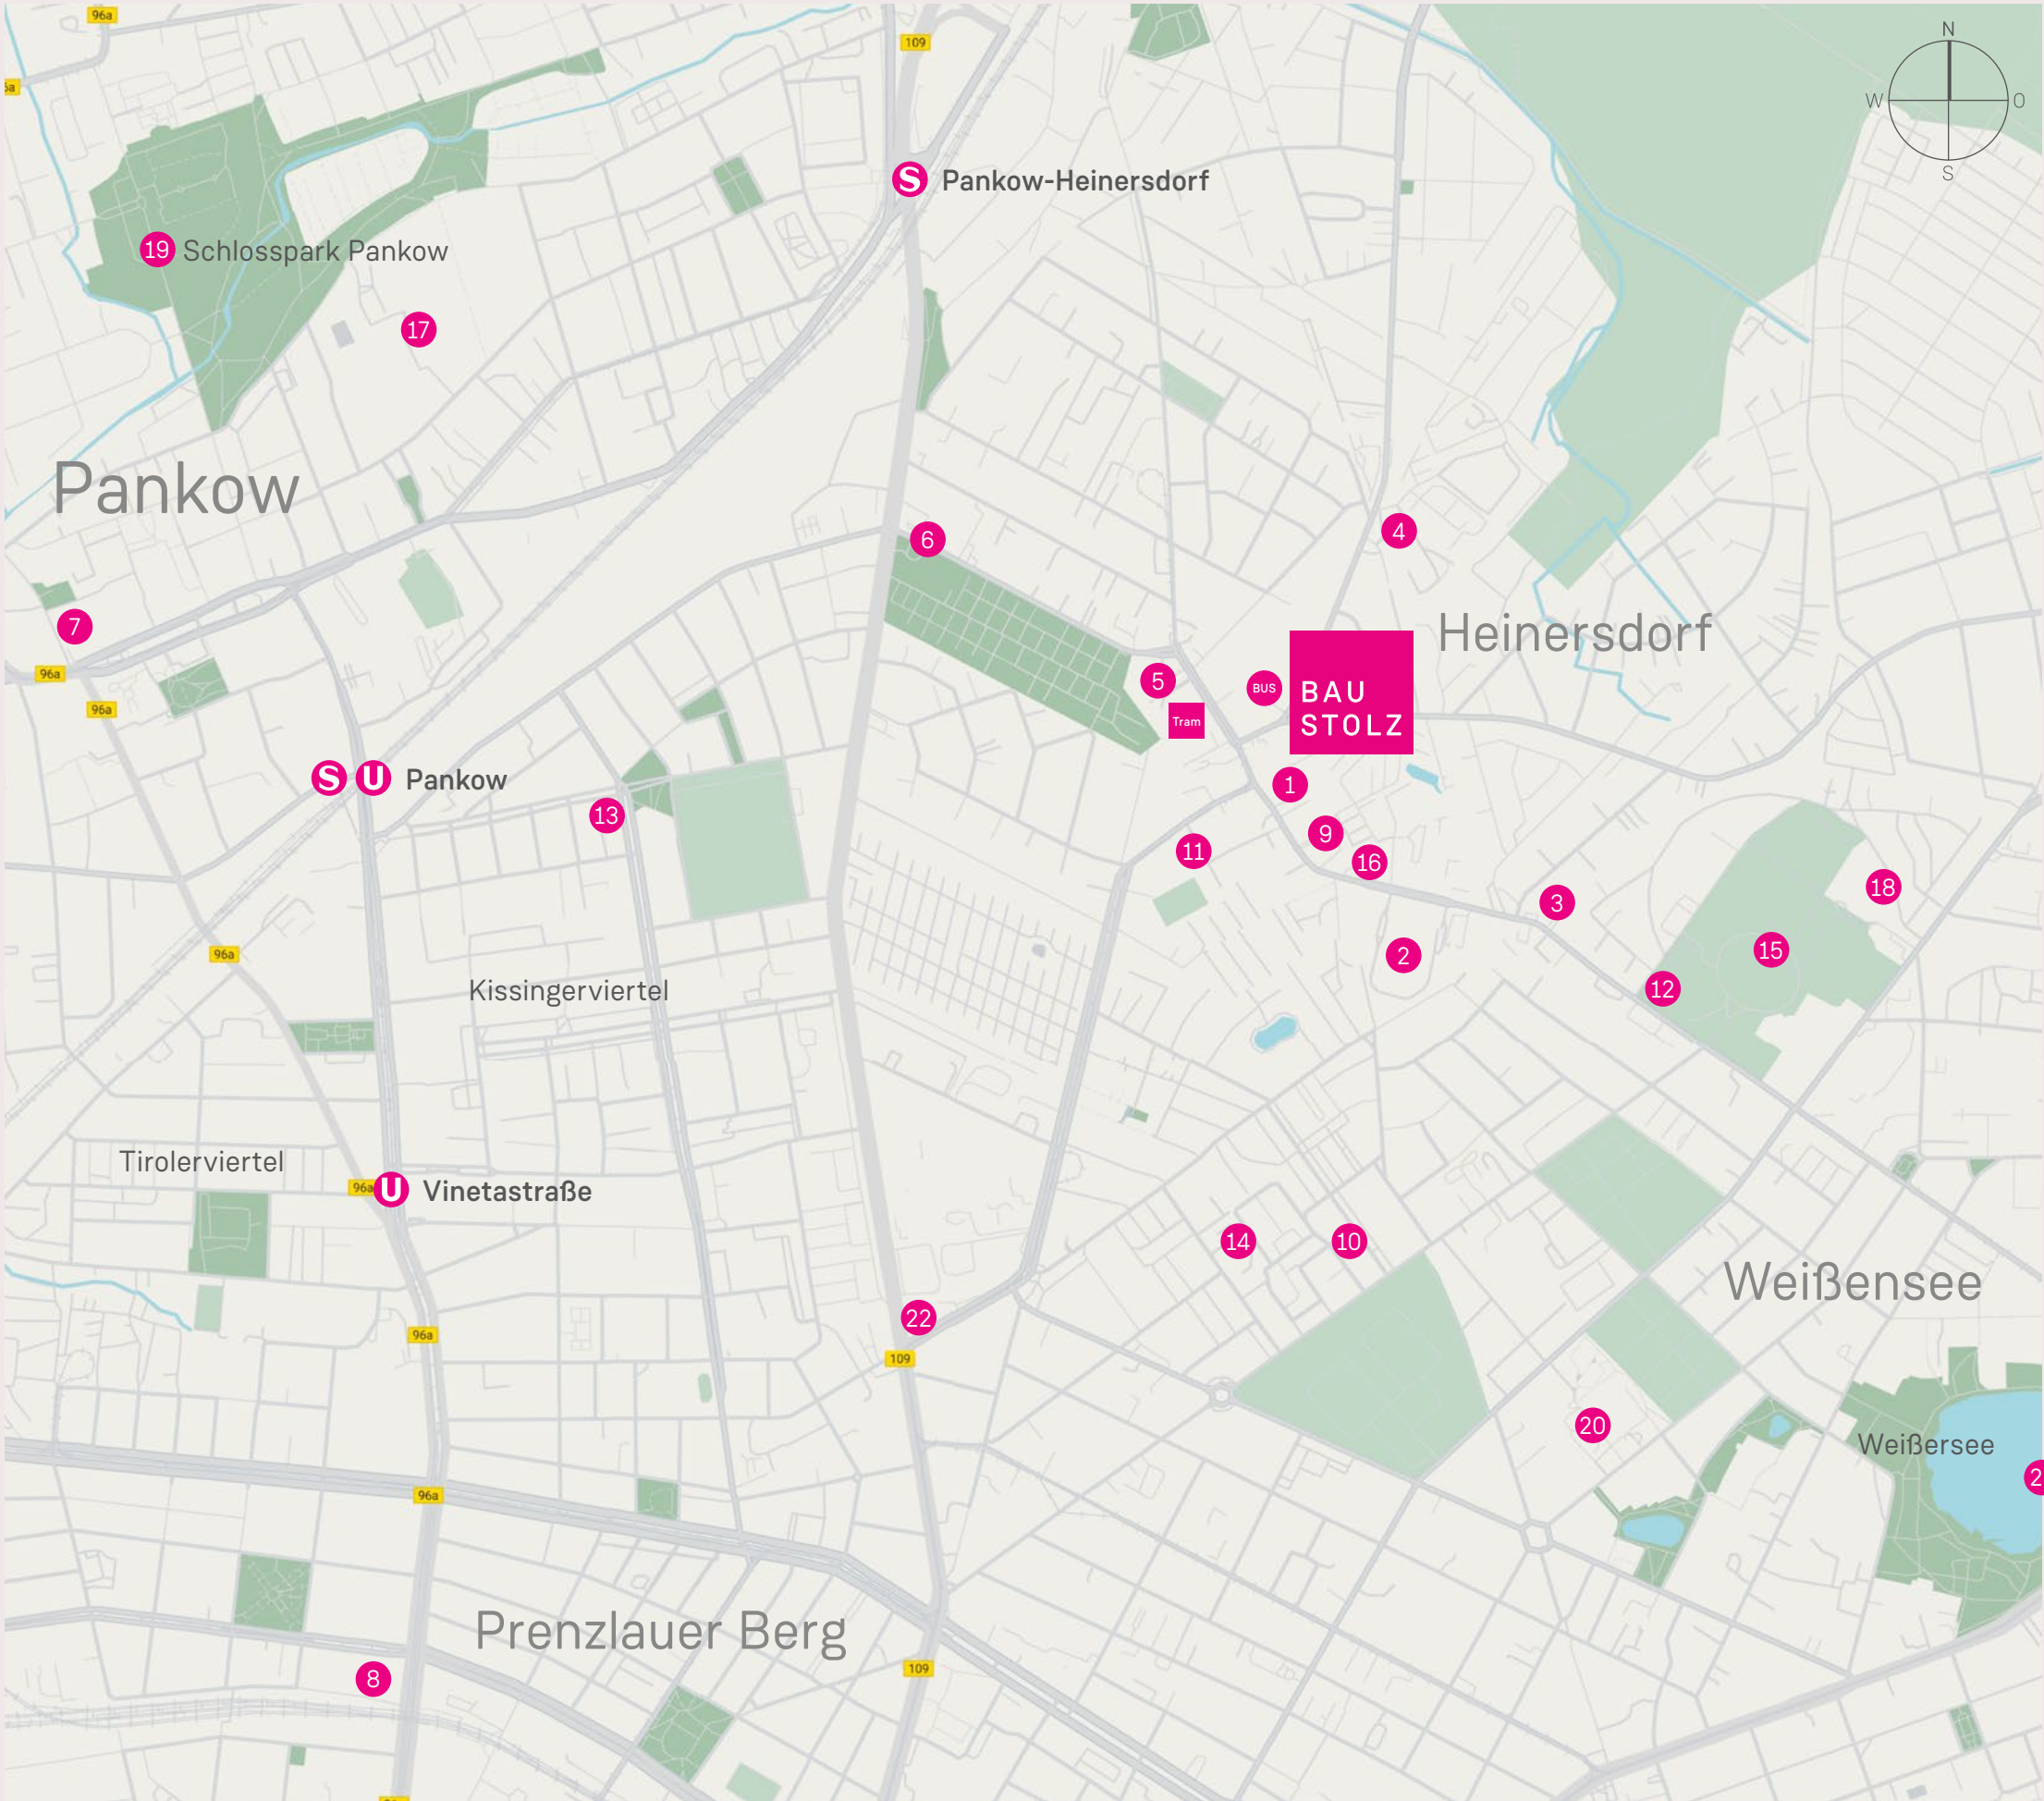 96a
109
N
W
O
S
6a
S Pankow-Heinersdorf
19 Schlosspark Pankow
17
Pankow
6
4
7
Heinersdorf
96a
5
BUS
BAU
STOLZ
96a
Tram
S U Pankow
1
13
9
11
16
18
3
96a
15
2
12
Kissingerviertel
Tirolerviertel
96a
U Vinetastraße
14
10
Weißensee
22
96a
109
20
Weißersee
2
96a
Prenzlauer Berg
109
8